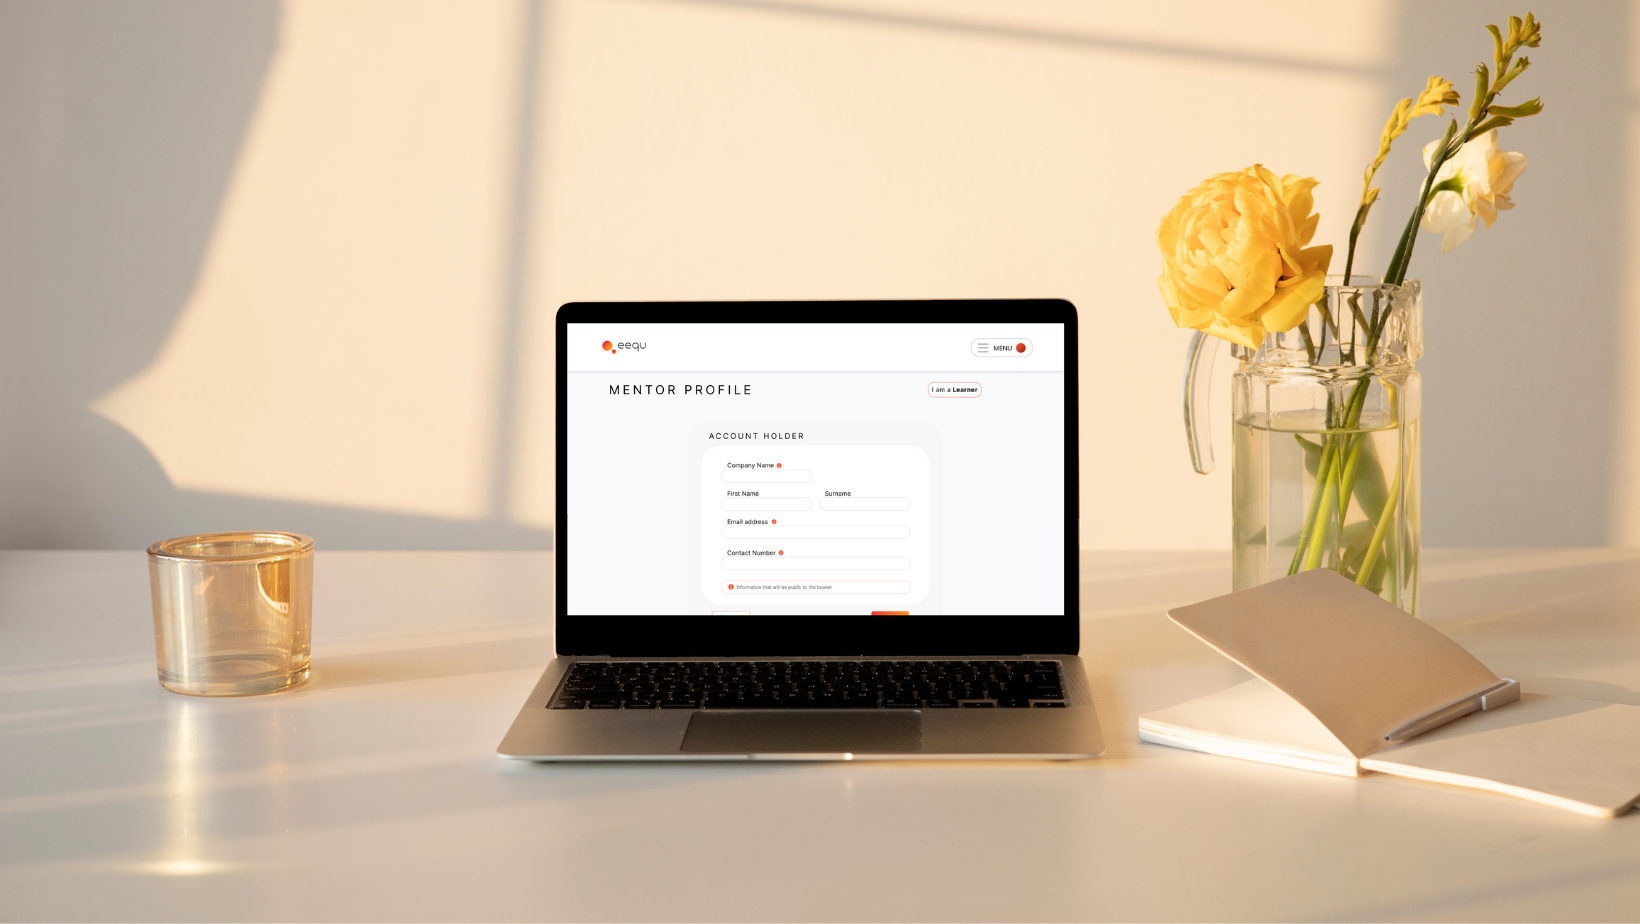 eequ
MENU
MENTOR PROFILE
I am a Learner
ACCOUNT HOLDER
Company Name
First Name
Surname
Email address
Contact Number
Information that will be public to the booker